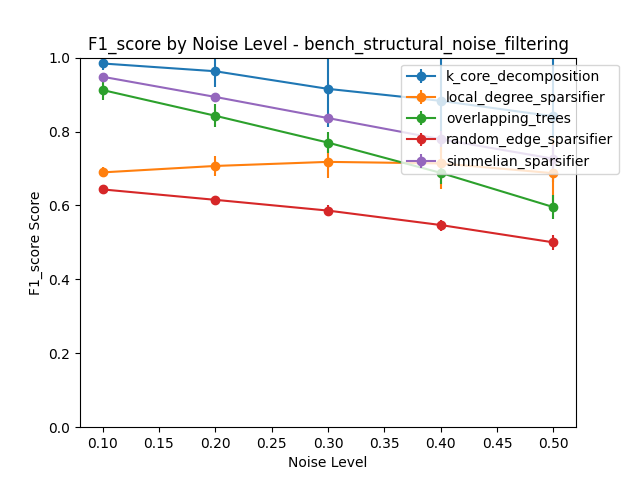 F1_score by Noise Level - bench_structural_noise_filtering
1.0
0.8
0.6
0.4
0.2
0.0
F1_score Score
k_core_decomposition
local_degree_sparsifier
overlapping_trees
random_edge_sparsifier
simmelian_sparsifier
0.10 0.15 0.20 0.25 0.30 0.35 0.40 0.45 0.50
Noise Level